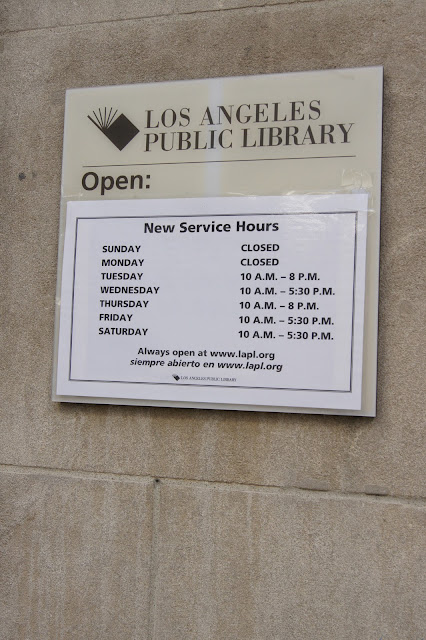 LOS ANGELES
PUBLIC LIBRARY
Open:
New Service Hours
SUNDAY CLOSED
MONDAY CLOSED
TUESDAY 10 A.M. – 8 P.M.
WEDNESDAY 10 A.M. – 5:30 P.M.
THURSDAY 10 A.M. – 8 P.M.
FRIDAY 10 A.M. – 5:30 P.M.
SATURDAY 10 A.M. – 5:30 P.M.
Always open at www.lapl.org
siempre abierto en www.lapl.org
LOS ANGELES PUBLIC LIBRARY